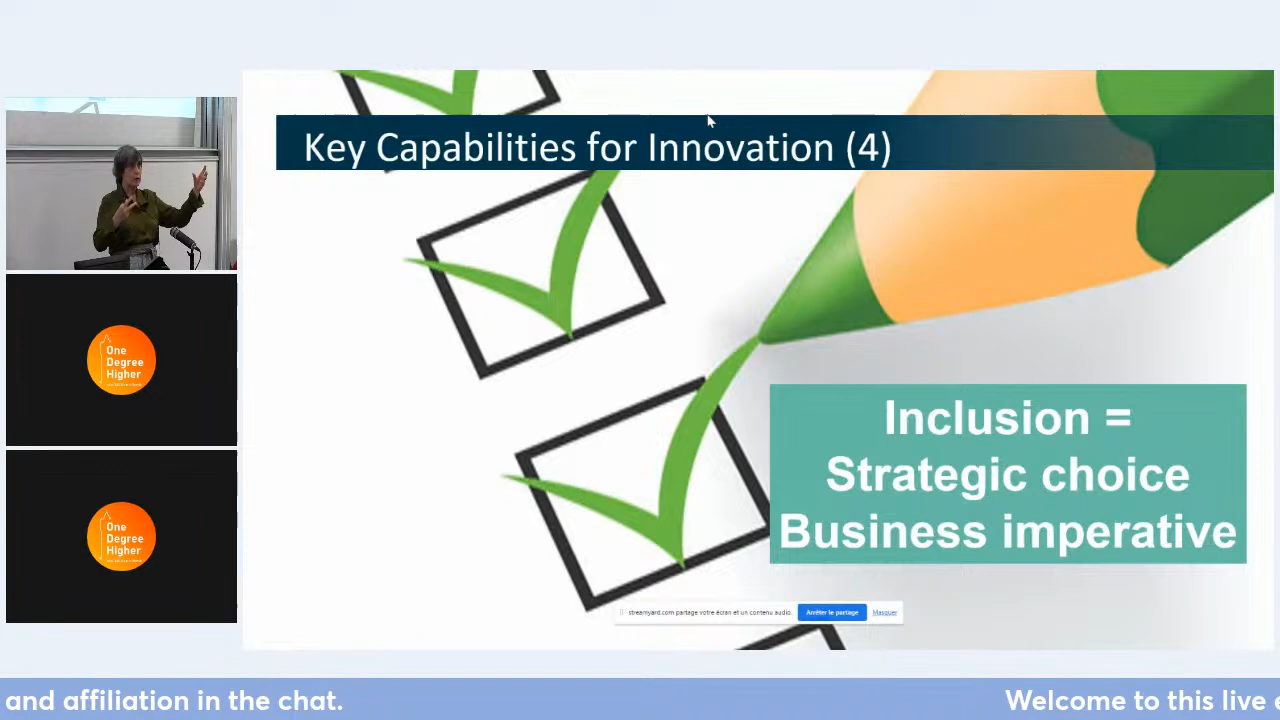 Key Capabilities for Innovation (4)
One
Degree
Higher
One
Degree
Higher
Inclusion =
Strategic choice
Business imperative
streamyard.com partage votre écran et un contenu audio.
Arrêter le partage
Masquer
and affiliation in the chat.
Welcome to this live e